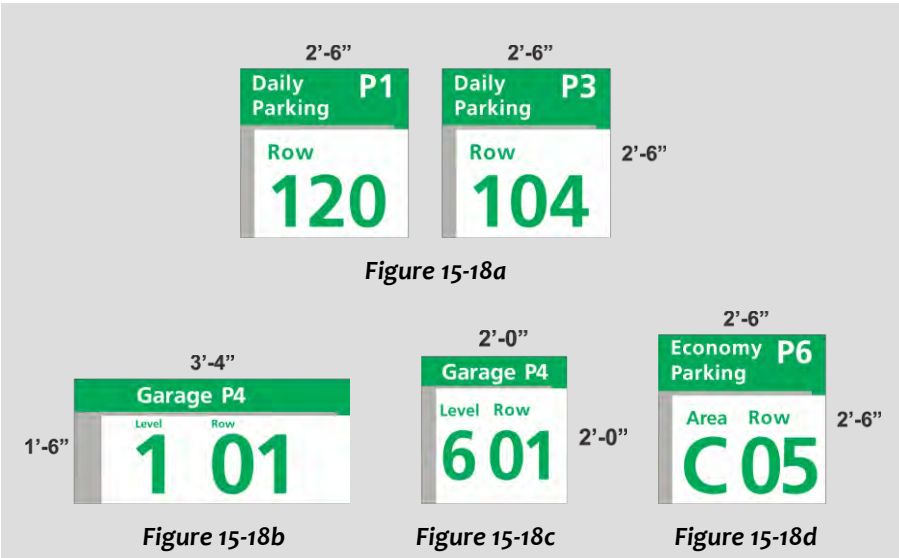 2'-6” 2'-6”
Daily P1
Parking
Row
120
Daily P3
Parking
Row
104
2'-6”
Figure 15-18a
3'-4”
Garage P4
Level Row
1 01
1'-6”
Figure 15-18b
2'-0”
Garage P4
Level Row
6 01
2'-0”
Figure 15-18c
2'-6”
Economy P6
Parking
Area Row
C 05
2'-6”
Figure 15-18d